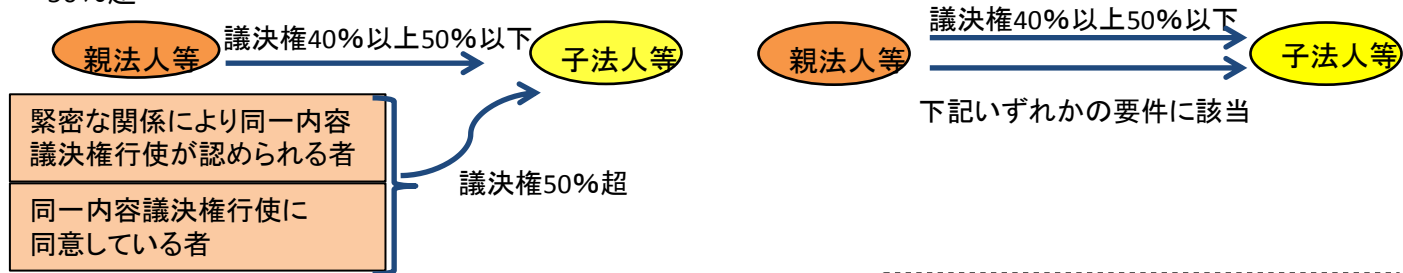 親法人等
議決権40%以上50%以下
子法人等
緊密な関係により同一内容
議決権行使が認められる者
同一内容議決権行使に
同意している者
議決権50%超
親法人等
議決権40%以上50%以下
子法人等
下記いずれかの要件に該当